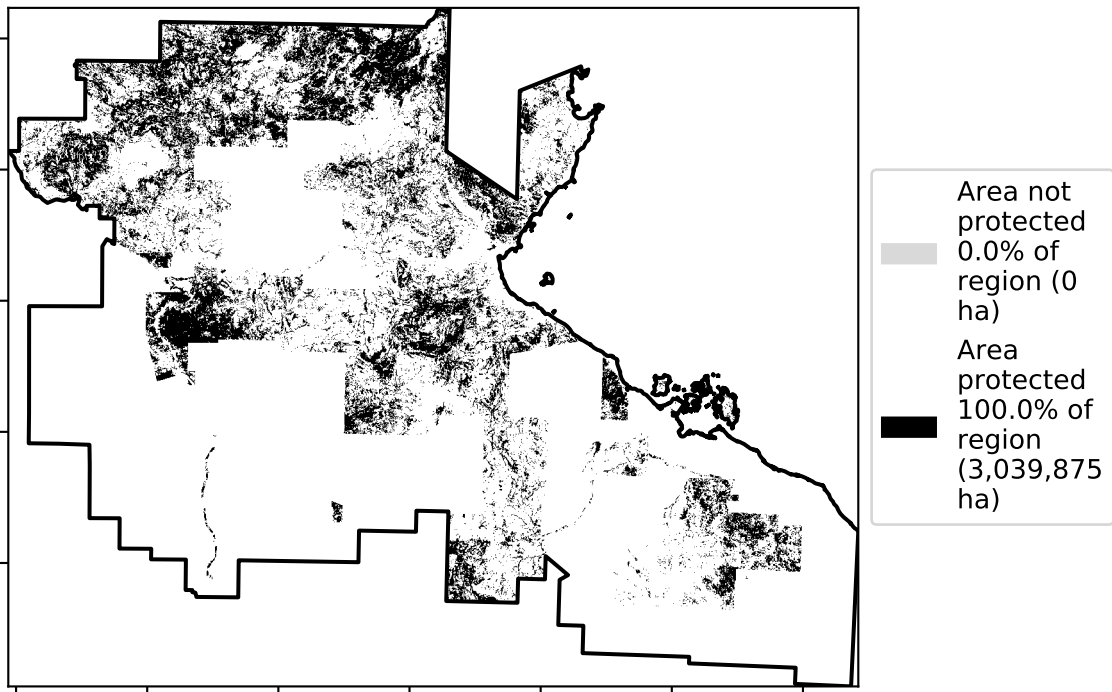 Area not
protected
0.0% of
region (0
ha)
Area
protected
100.0% of
region
(3,039,875
ha)